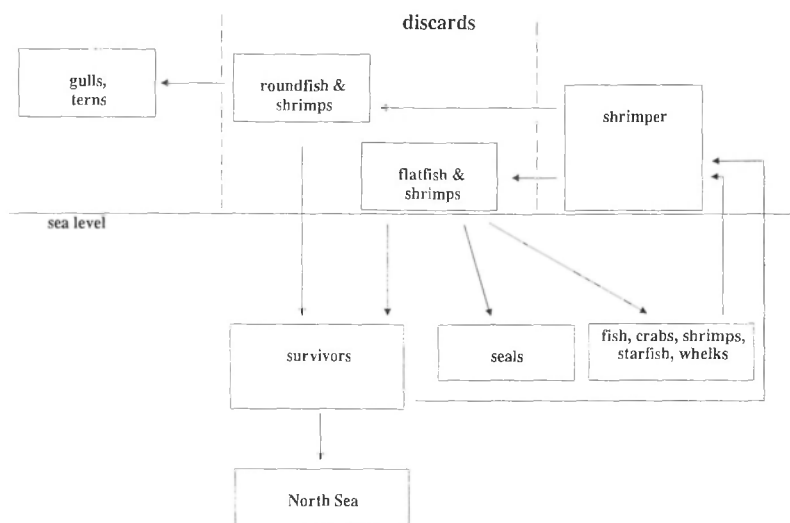 discards
gulls,
terns
roundfish &
shrimps
shrimper
flatfish &
shrimps
sea level
survivors
seals
fish, crabs, shrimps,
starfish, whelks
North Sea